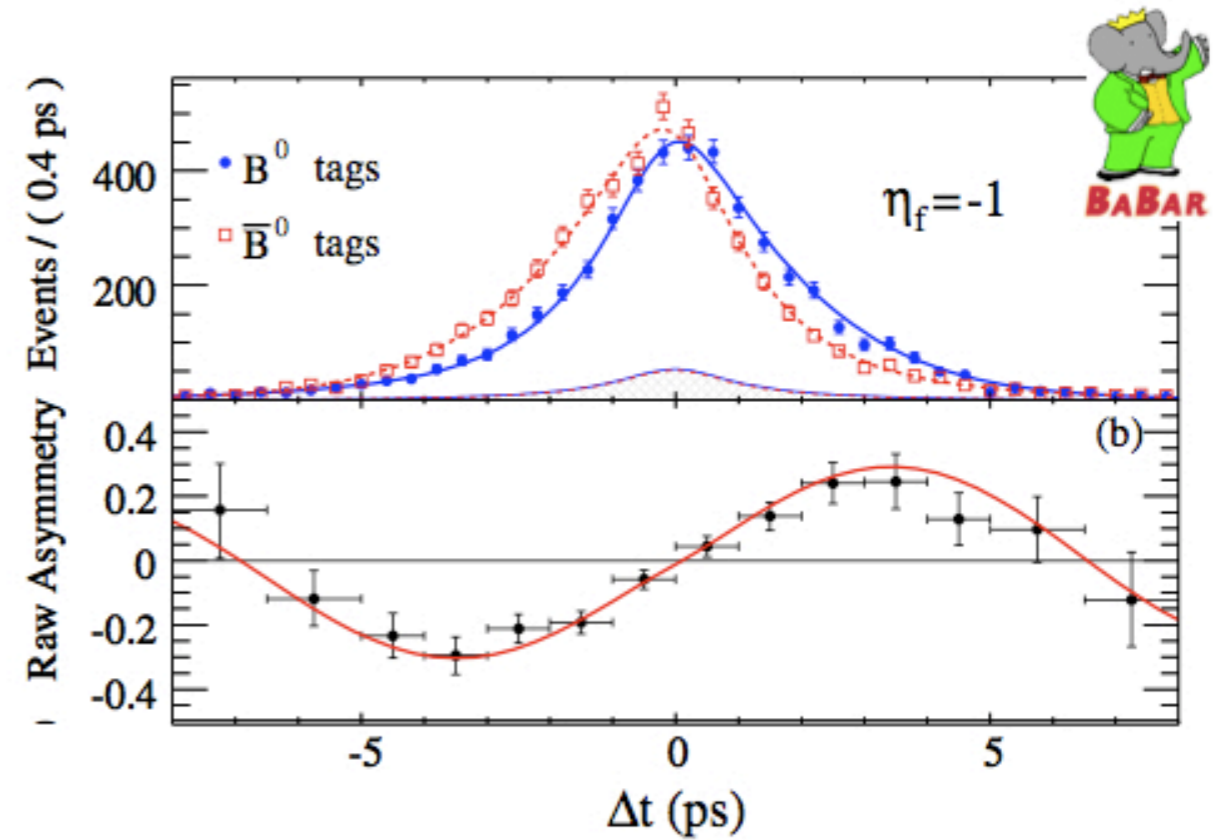 BABAR
Events / ( 0.4 ps )
400
200
B⁰ tags
B̅⁰ tags
η_f=-1
) Raw Asymmetry
0.4
0.2
0
-0.2
-0.4
(b)
-5
0
5
Δt (ps)